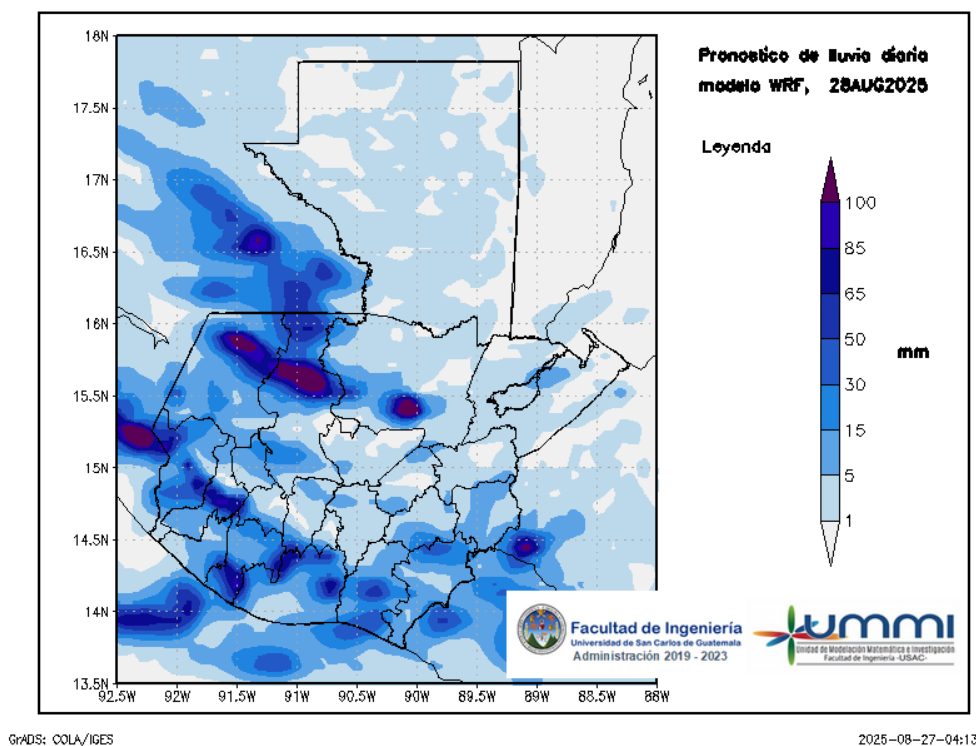 Pronostico de lluvia diaria
modelo WRF, 28AUG2025
Leyenda
100
85
65
50
30
15
5
1
mm
18N
17.5N
17N
16.5N
16N
15.5N
15N
14.5N
14N
13.5N
92.5W
92W
91.5W
91W
90.5W
90W
89.5W
89W
88.5W
88W
Facultad de Ingeniería
Universidad de San Carlos de Guatemala
Administración 2019 - 2023
ummi
Unidad de Modelación Matemática e Investigación
Facultad de Ingeniería -USAC-
GrADS: COLA/IGES
2025-08-27-04:13